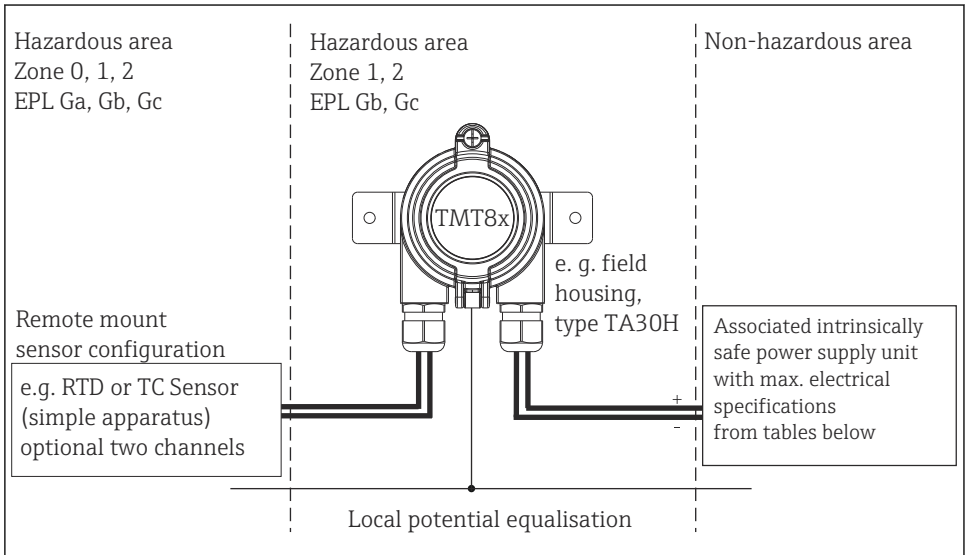 Hazardous area
Zone 0, 1, 2
EPL Ga, Gb, Gc
Hazardous area
Zone 1, 2
EPL Gb, Gc
Non-hazardous area
TMT8x
e. g. field
housing,
type TA30H
Remote mount
sensor configuration
e.g. RTD or TC Sensor
(simple apparatus)
optional two channels
+
-
Associated intrinsically
safe power supply unit
with max. electrical
specifications
from tables below
Local potential equalisation